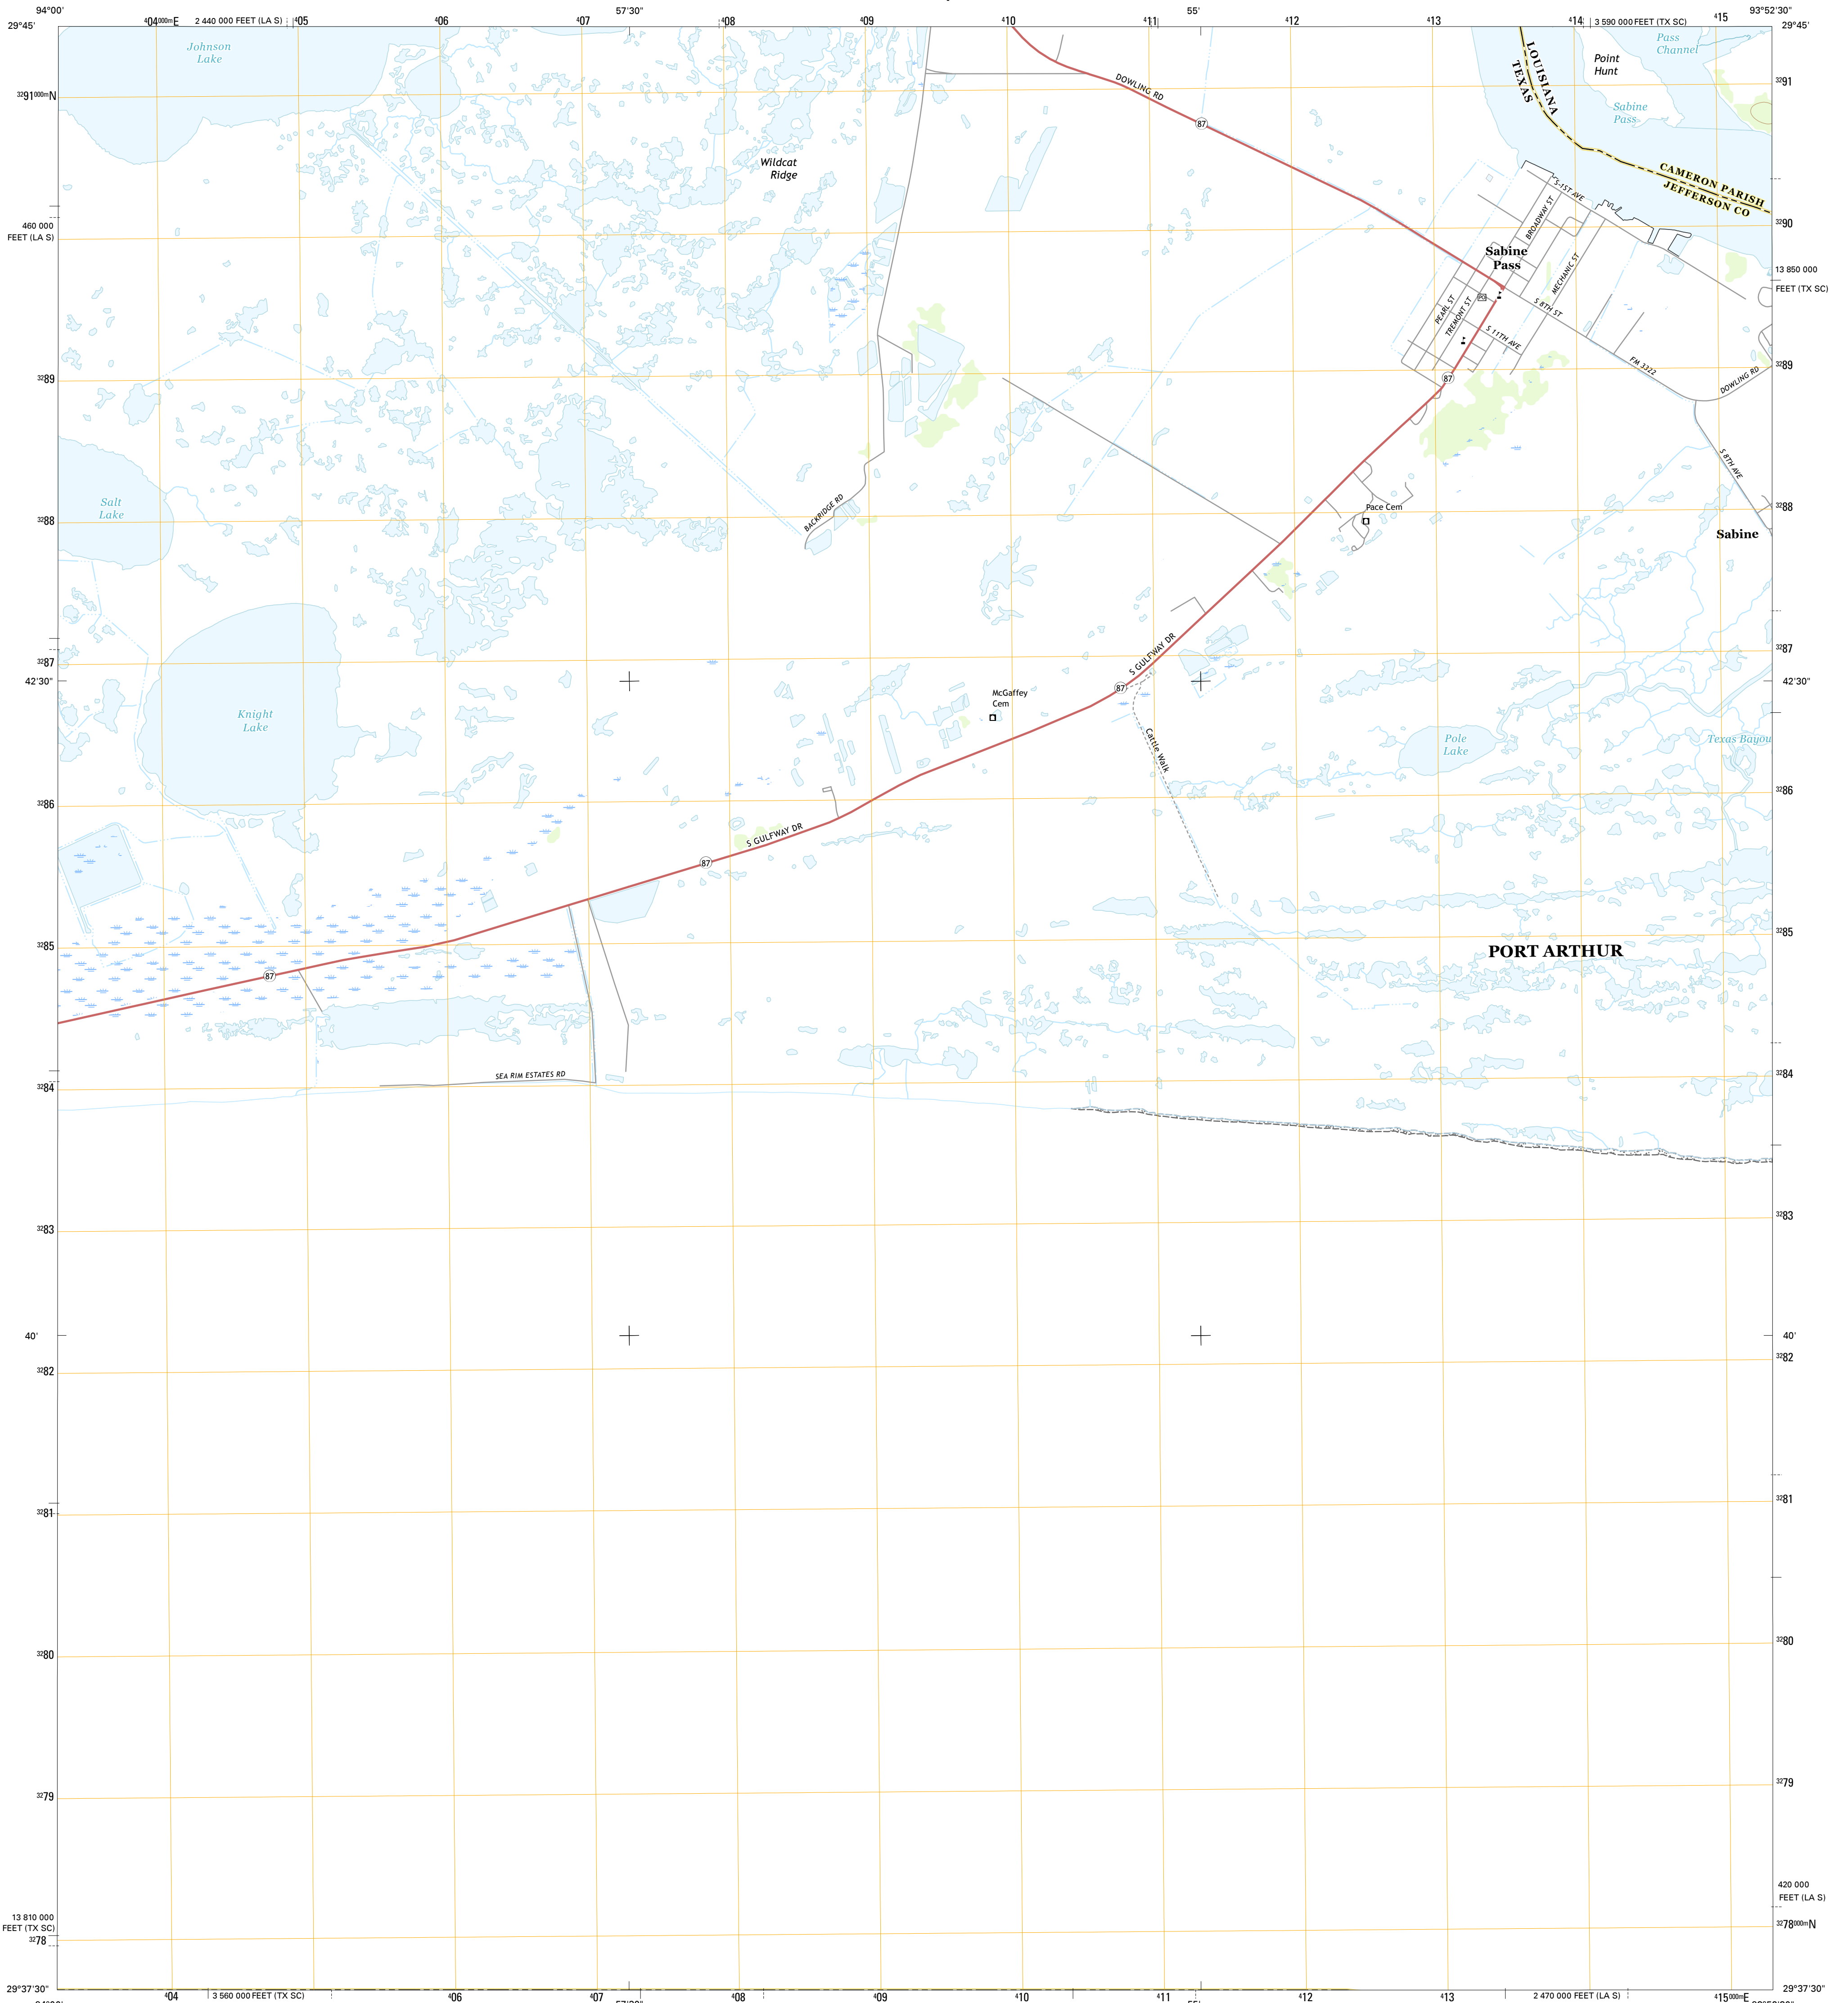 94°00'
⁴04⁰⁰⁰ᵐE
2 440 000 FEET (LA S)
⁴05
⁴06
⁴07
57'30"
⁴08
⁴09
⁴10
⁴11
55'
⁴12
⁴13
⁴14
3 590 000 FEET (TX SC)
⁴15
93°52'30"
29°45'
29°45'
Johnson
Lake
Pass
Channel
Point
Hunt
LOUISIANA
TEXAS
DOWLING RD
³²91⁰⁰⁰ᵐN
³²91
Sabine
Pass
87
Wildcat
Ridge
CAMERON PARISH
JEFFERSON CO
S 1ST AVE
BROADWAY ST
460 000
FEET (LA S)
³²90
Sabine
Pass
MECHANIC ST
13 850 000
FEET (TX SC)
PO
PEARL ST
TREMONT ST
S 8TH ST
S 11TH AVE
FM 3322
³²89
³²89
87
DOWLING RD
S 8TH AVE
Salt
Lake
BACKRIDGE RD
Pace Cem
³²88
³²88
Sabine
³²87
³²87
S GULFWAY DR
42'30"
42'30"
87
McGaffey
Cem
Knight
Lake
Cattle Walk
Pole
Lake
Texas Bayou
³²86
³²86
S GULFWAY DR
87
³²85
³²85
PORT ARTHUR
87
SEA RIM ESTATES RD
³²84
³²84
³²83
³²83
40'
40'
³²82
³²82
³²81
³²81
³²80
³²80
³²79
³²79
420 000
FEET (LA S)
13 810 000
FEET (TX SC)
³²78
³²78⁰⁰⁰ᵐN
29°37'30"
29°37'30"
⁴04
3 560 000 FEET (TX SC)
⁴06
⁴07
⁴08
⁴09
⁴10
⁴11
⁴12
⁴13
2 470 000 FEET (LA S)
⁴15⁰⁰⁰ᵐE